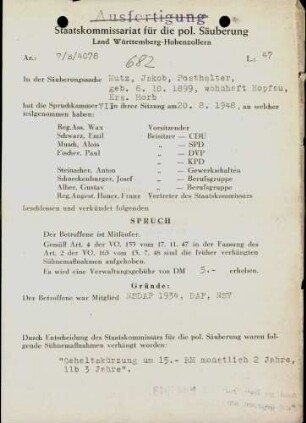 Ausfertigung
Staatskommissariat für die pol. Säuberung
Land Württemberg-Hohenzollern
Az.: 7/a/4078 L: 47
682
In der Säuberungssache Mutz, Jakob, Posthalter,
geb. 6. 10. 1899, wohnhaft Hopfau,
Krs. Horb
hat die Spruchkammer in ihrer Sitzung am 20. 8. 1948, an welcher
teilgenommen haben:
Reg.Ass. Wax Vorsitzender
Schwarz, Emil Beisitzer — CDU
Musch, Alois „ — SPD
Fischer, Paul „ — DVP
„ — KPD
Steimacher, Anton „ — Gewerkschaften
Schneckenburger, Josef „ — Berufsgruppe
Alber, Gustav „ — Berufsgruppe
Reg.Angest. Hauer, Franz Vertreter des Staatskommissars
beschlossen und verkündet folgenden
SPRUCH
Der Betroffene ist Mitläufer.
Gemäß Art. 4 der VO. 133 vom 17. 11. 47 in der Fassung des
Art. 2 der VO. 165 vom 13. 7. 48 sind die früher verhängten
Sühnemaßnahmen aufgehoben.
Es wird eine Verwaltungsgebühr von DM 5.- erhoben.
Gründe:
Der Betroffene war Mitglied NSDAP 1934, DAF, NSV
Durch Entscheidung des Staatskommissars für die pol. Säuberung waren fol-
gende Sühnemaßnahmen verhängt worden:
"Gehaltskürzung um 15.- RM monatlich 2 Jahre,
llb 3 Jahre".